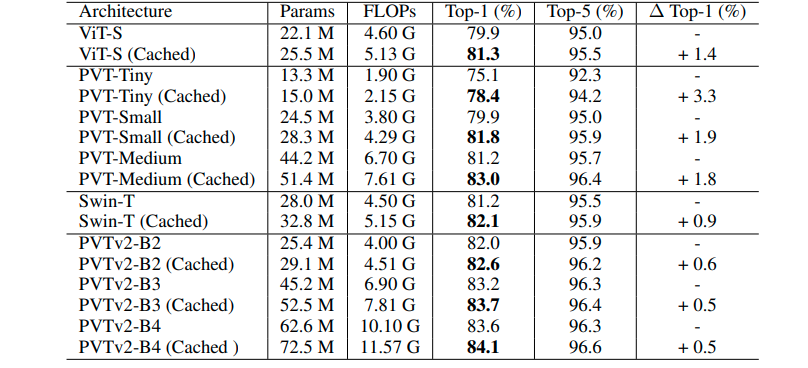 Architecture Params FLOPs Top-1 (%) Top-5 (%) Δ Top-1 (%)
ViT-S 22.1 M 4.60 G 79.9 95.0 -
ViT-S (Cached) 25.5 M 5.13 G 81.3 95.5 + 1.4
PVT-Tiny 13.3 M 1.90 G 75.1 92.3 -
PVT-Tiny (Cached) 15.0 M 2.15 G 78.4 94.2 + 3.3
PVT-Small 24.5 M 3.80 G 79.9 95.0 -
PVT-Small (Cached) 28.3 M 4.29 G 81.8 95.9 + 1.9
PVT-Medium 44.2 M 6.70 G 81.2 95.7 -
PVT-Medium (Cached) 51.4 M 7.61 G 83.0 96.4 + 1.8
Swin-T 28.0 M 4.50 G 81.2 95.5 -
Swin-T (Cached) 32.8 M 5.15 G 82.1 95.9 + 0.9
PVTv2-B2 25.4 M 4.00 G 82.0 95.9 -
PVTv2-B2 (Cached) 29.1 M 4.51 G 82.6 96.2 + 0.6
PVTv2-B3 45.2 M 6.90 G 83.2 96.3 -
PVTv2-B3 (Cached) 52.5 M 7.81 G 83.7 96.4 + 0.5
PVTv2-B4 62.6 M 10.10 G 83.6 96.3 -
PVTv2-B4 (Cached ) 72.5 M 11.57 G 84.1 96.6 + 0.5